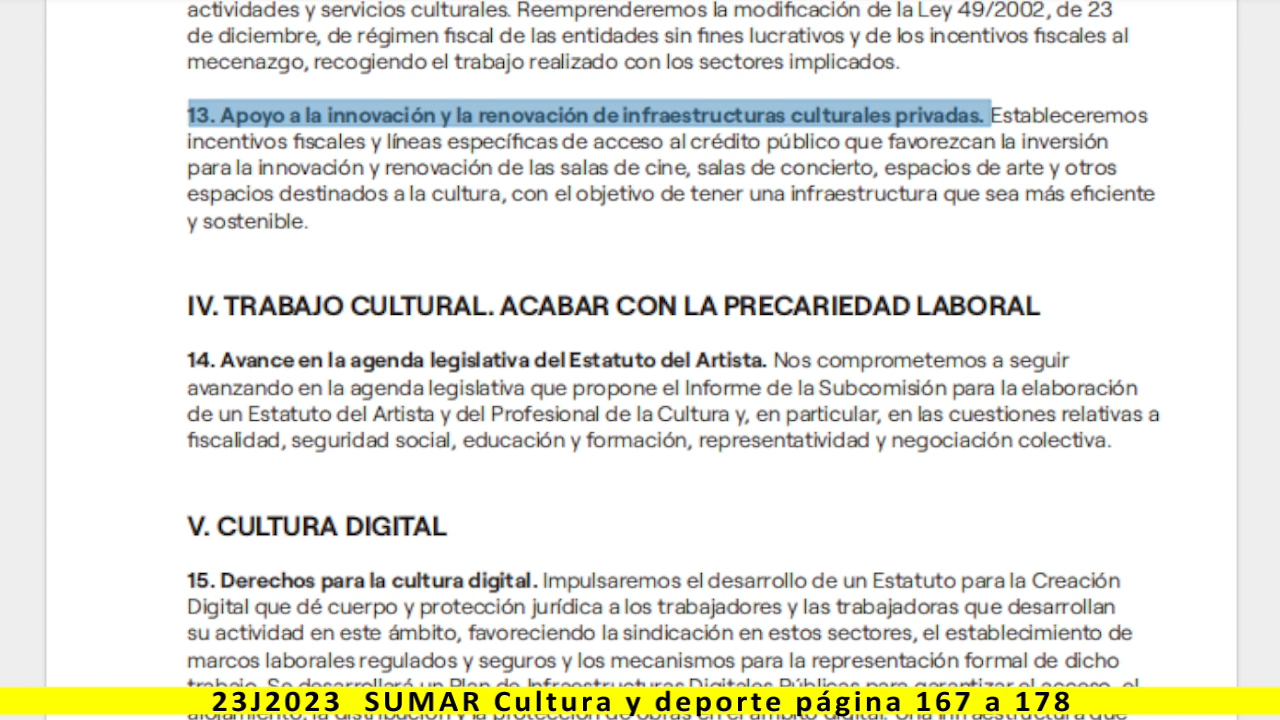 actividades y servicios culturales. Reemprenderemos la modificación de la Ley 49/2002, de 23
de diciembre, de régimen fiscal de las entidades sin fines lucrativos y de los incentivos fiscales al
mecenazgo, recogiendo el trabajo realizado con los sectores implicados.
13. Apoyo a la innovación y la renovación de infraestructuras culturales privadas. Estableceremos
incentivos fiscales y líneas específicas de acceso al crédito público que favorezcan la inversión
para la innovación y renovación de las salas de cine, salas de concierto, espacios de arte y otros
espacios destinados a la cultura, con el objetivo de tener una infraestructura que sea más eficiente
y sostenible.
IV. TRABAJO CULTURAL. ACABAR CON LA PRECARIEDAD LABORAL
14. Avance en la agenda legislativa del Estatuto del Artista. Nos comprometemos a seguir
avanzando en la agenda legislativa que propone el Informe de la Subcomisión para la elaboración
de un Estatuto del Artista y del Profesional de la Cultura y, en particular, en las cuestiones relativas a
fiscalidad, seguridad social, educación y formación, representatividad y negociación colectiva.
V. CULTURA DIGITAL
15. Derechos para la cultura digital. Impulsaremos el desarrollo de un Estatuto para la Creación
Digital que dé cuerpo y protección jurídica a los trabajadores y las trabajadoras que desarrollan
su actividad en este ámbito, favoreciendo la sindicación en estos sectores, el establecimiento de
marcos laborales regulados y seguros y los mecanismos para la representación formal de dicho
23J2023 SUMAR Cultura y deporte página 167 a 178